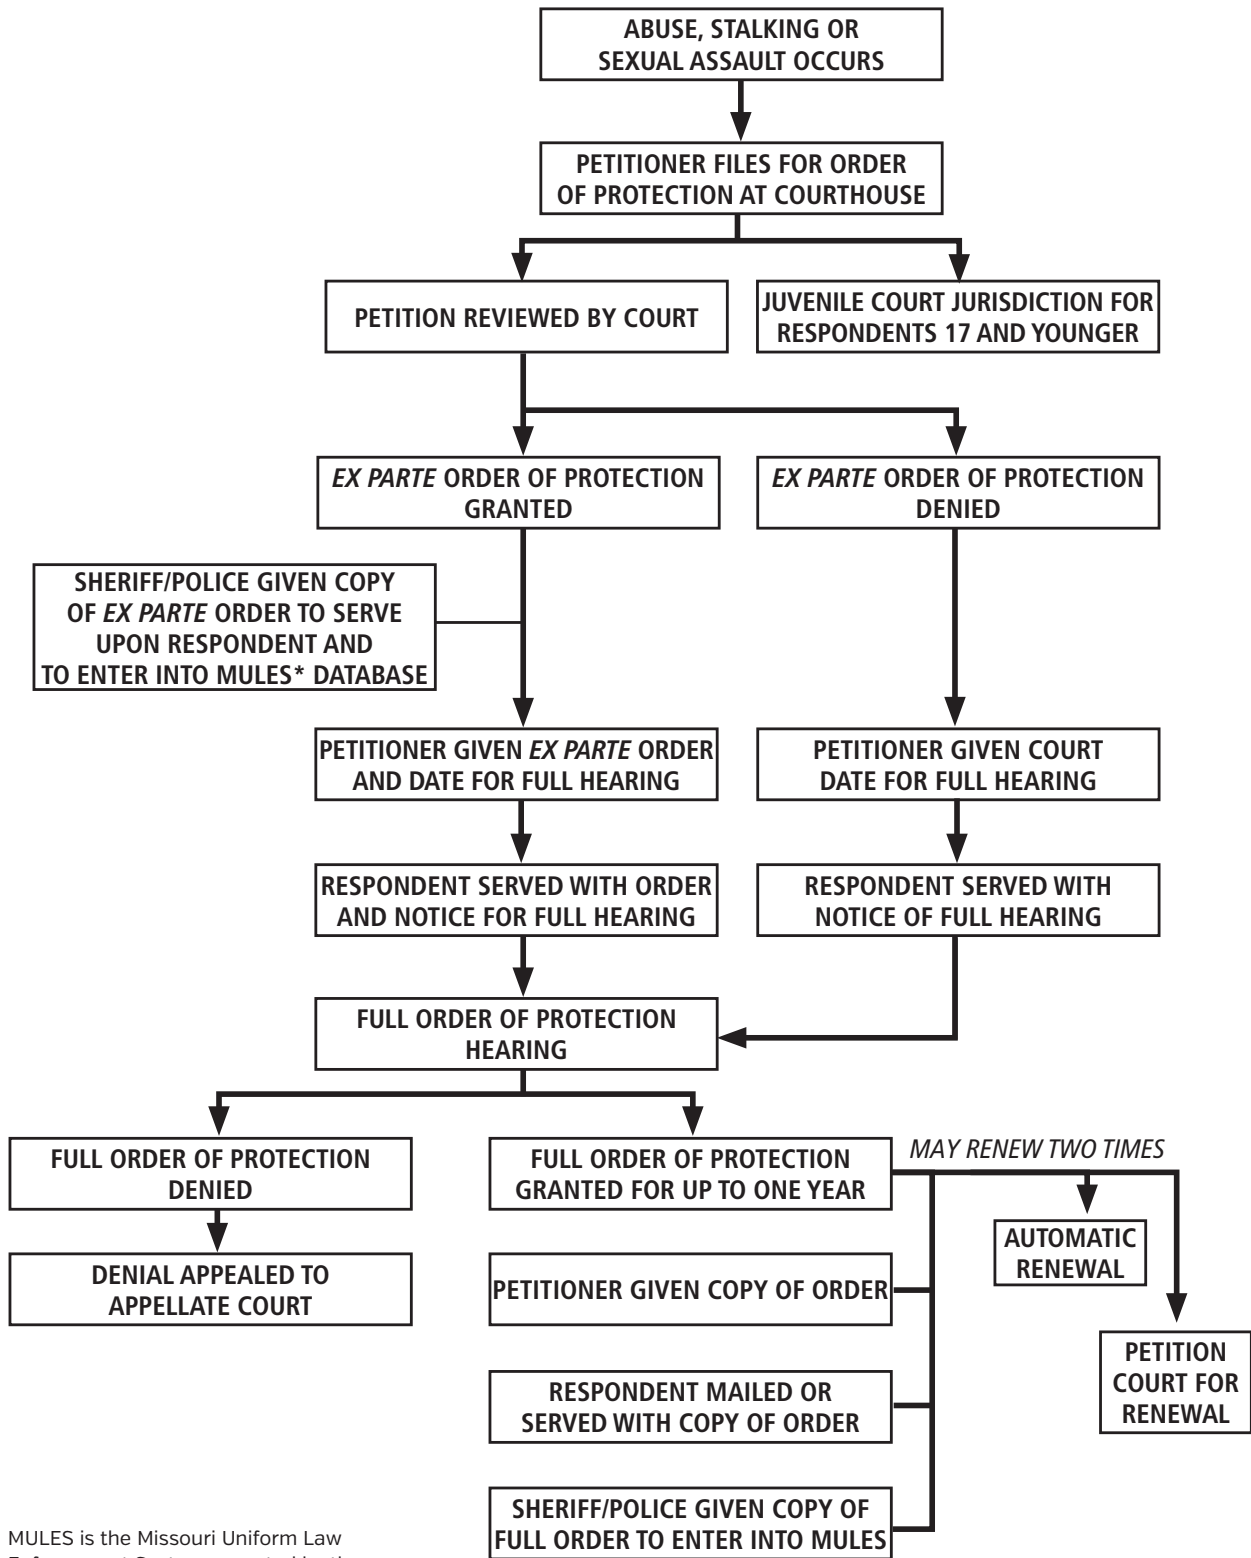 ABUSE, STALKING OR
SEXUAL ASSAULT OCCURS
PETITIONER FILES FOR ORDER
OF PROTECTION AT COURTHOUSE
PETITION REVIEWED BY COURT
JUVENILE COURT JURISDICTION FOR
RESPONDENTS 17 AND YOUNGER
EX PARTE ORDER OF PROTECTION
GRANTED
EX PARTE ORDER OF PROTECTION
DENIED
SHERIFF/POLICE GIVEN COPY
OF EX PARTE ORDER TO SERVE
UPON RESPONDENT AND
TO ENTER INTO MULES* DATABASE
PETITIONER GIVEN EX PARTE ORDER
AND DATE FOR FULL HEARING
PETITIONER GIVEN COURT
DATE FOR FULL HEARING
RESPONDENT SERVED WITH ORDER
AND NOTICE FOR FULL HEARING
RESPONDENT SERVED WITH
NOTICE OF FULL HEARING
FULL ORDER OF PROTECTION
HEARING
FULL ORDER OF PROTECTION
DENIED
FULL ORDER OF PROTECTION
GRANTED FOR UP TO ONE YEAR
MAY RENEW TWO TIMES
AUTOMATIC
RENEWAL
DENIAL APPEALED TO
APPELLATE COURT
PETITIONER GIVEN COPY OF ORDER
PETITION
COURT FOR
RENEWAL
RESPONDENT MAILED OR
SERVED WITH COPY OF ORDER
SHERIFF/POLICE GIVEN COPY OF
FULL ORDER TO ENTER INTO MULES
MULES is the Missouri Uniform Law